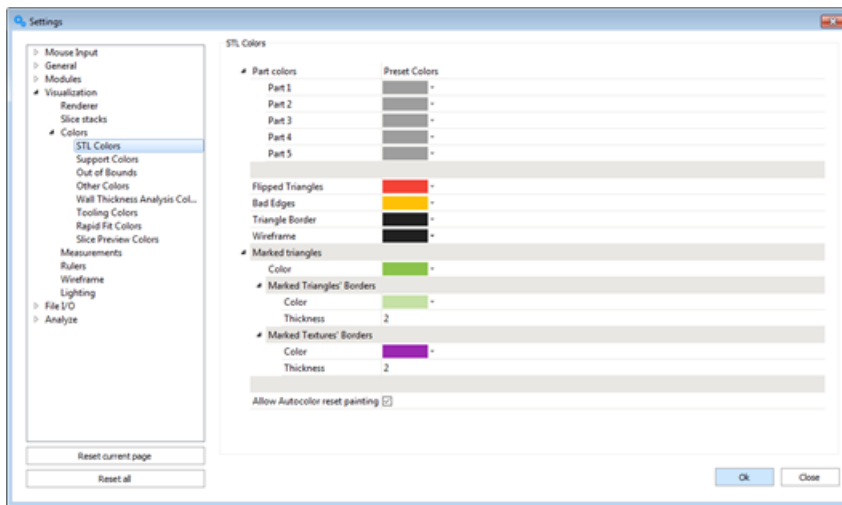 Settings
Mouse Input
General
Modules
Visualization
Renderer
Slice stacks
Colors
STL Colors
Support Colors
Out of Bounds
Other Colors
Wall Thickness Analysis Col...
Tooling Colors
Rapid Fit Colors
Slice Preview Colors
Measurements
Rulers
Wireframe
Lighting
File I/O
Analyze
Reset current page
Reset all
STL Colors
Part colors Preset Colors
Part 1
Part 2
Part 3
Part 4
Part 5
Flipped Triangles
Bad Edges
Triangle Border
Wireframe
Marked triangles
Color
Marked Triangles' Borders
Color
Thickness 2
Marked Textures' Borders
Color
Thickness 2
Allow Autocolor reset painting
Ok Close